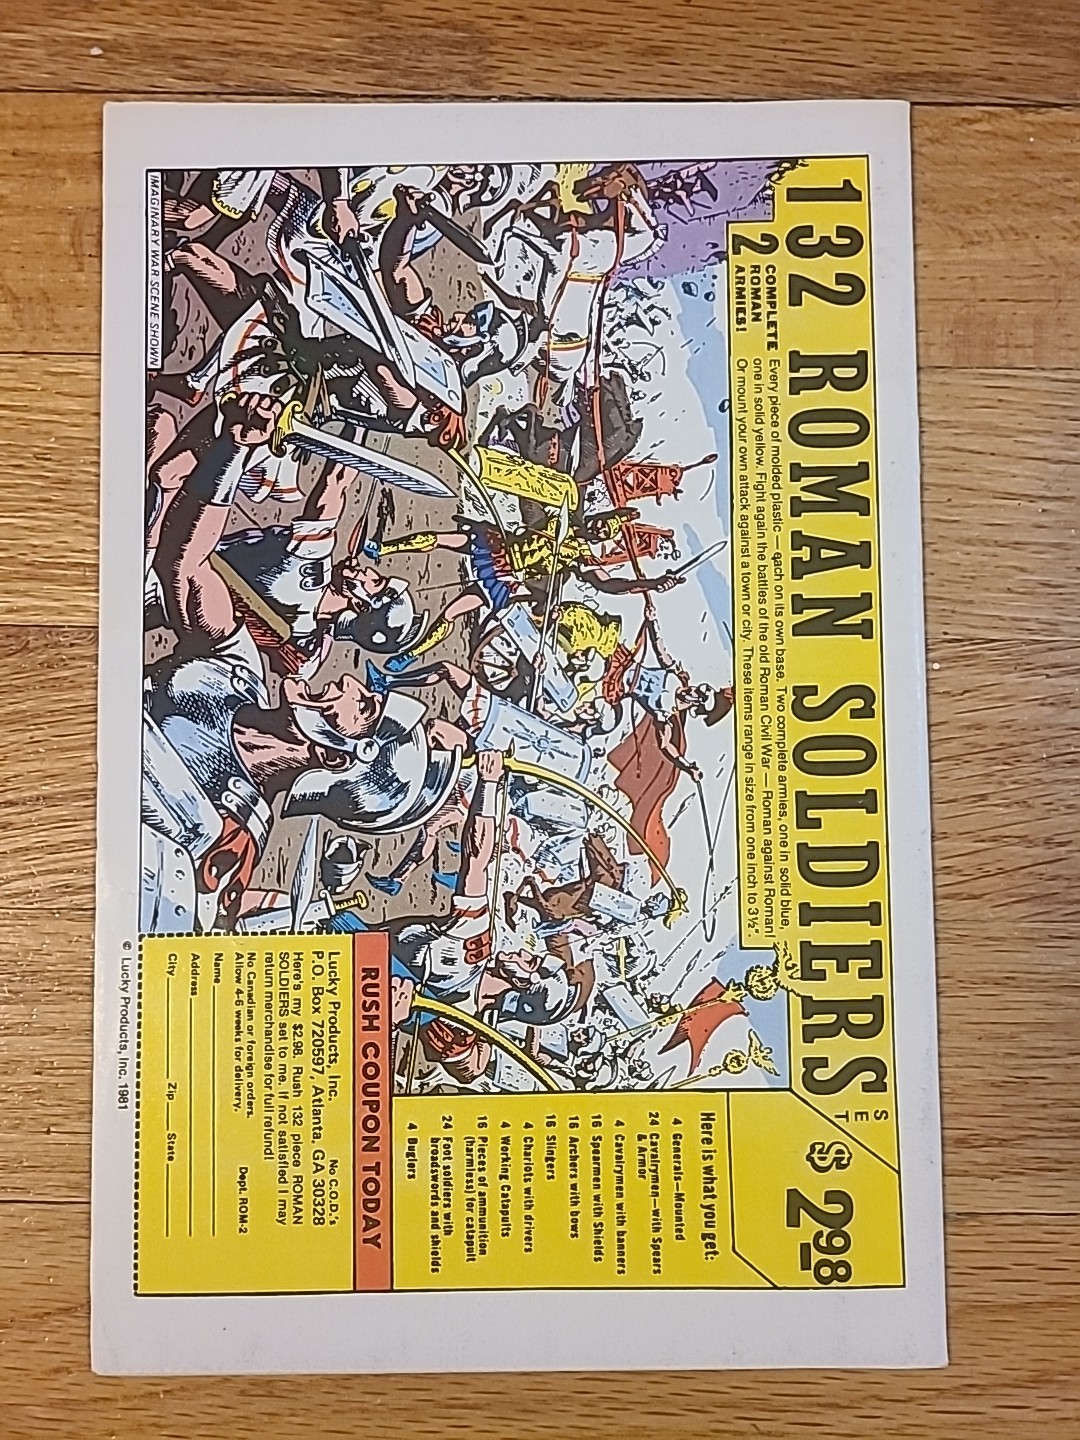 132 ROMAN SOLDIERS
SET
$2.98
2 COMPLETE
ROMAN
ARMIES!
Every piece of molded plastic — each on its own base. Two complete armies, one in solid blue,
one in solid yellow. Fight again the battles of the old Roman Civil War — Roman against Roman!
Or mount your own attack against a town or city. These items range in size from one inch to 3½".
Here is what you get:
4 Generals—Mounted
24 Cavalrymen—with Spears
& Armor
4 Cavalrymen with banners
16 Spearmen with Shields
16 Archers with bows
16 Slingers
4 Chariots with drivers
4 Working Catapults
16 Pieces of ammunition
(harmless) for catapult
24 Foot soldiers with
broadswords and shields
4 Buglers
RUSH COUPON TODAY
Lucky Products, Inc. No C.O.D.'s
P.O. Box 720597, Atlanta, GA 30328
Here's my $2.98. Rush 132 piece ROMAN
SOLDIERS set to me. If not satisfied I may
return merchandise for full refund!
No Canadian or foreign orders.
Allow 4-6 weeks for delivery. Dept. ROM-2
Name
Address
City Zip State
IMAGINARY WAR SCENE SHOWN
© Lucky Products, Inc. 1981